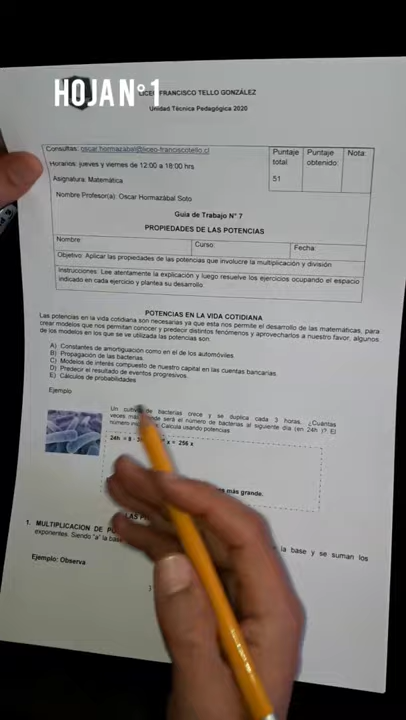 HOJA N° 1
LICEO FRANCISCO TELLO GONZÁLEZ
Unidad Técnica Pedagógica 2020
Consultas: oscar.hormazabal@liceo-franciscotello.cl
Horarios: jueves y viernes de 12:00 a 18:00 hrs
Asignatura: Matemática
Nombre Profesor(a): Oscar Hormazábal Soto
Puntaje total: 51
Puntaje obtenido:
Nota:
Guia de Trabajo N° 7
PROPIEDADES DE LAS POTENCIAS
Nombre: Curso: Fecha:
Objetivo: Aplicar las propiedades de las potencias que involucre la multiplicación y división
Instrucciones: Lee atentamente la explicación y luego resuelve los ejercicios ocupando el espacio
indicado en cada ejercicio y plantea su desarrollo.
POTENCIAS EN LA VIDA COTIDIANA
Las potencias en la vida cotidiana son necesarias ya que esta nos permite el desarrollo de las matemáticas, para
crear modelos que nos permitan conocer y predecir distintos fenómenos y aprovecharlos a nuestro favor, algunos
de los modelos en los que se ve utilizada las potencias son.
A) Constantes de amortiguación como en el de los automóviles.
B) Propagación de las bacterias.
C) Modelos de interés compuesto de nuestro capital en las cuentas bancarias.
D) Predecir el resultado de eventos progresivos.
E) Cálculos de probabilidades
Ejemplo
Un cultivo de Bacterias crece y se duplica cada 3 horas. ¿Cuántas
veces más grande será el número de bacterias al siguiente día (en 24h )? El
número Calcula usando potencias
24h = 8 · x = 256 x
más grande.
LAS
1. MULTIPLICACION DE la base y se suman los
exponentes. Siendo "a" la base
Ejemplo: Observa